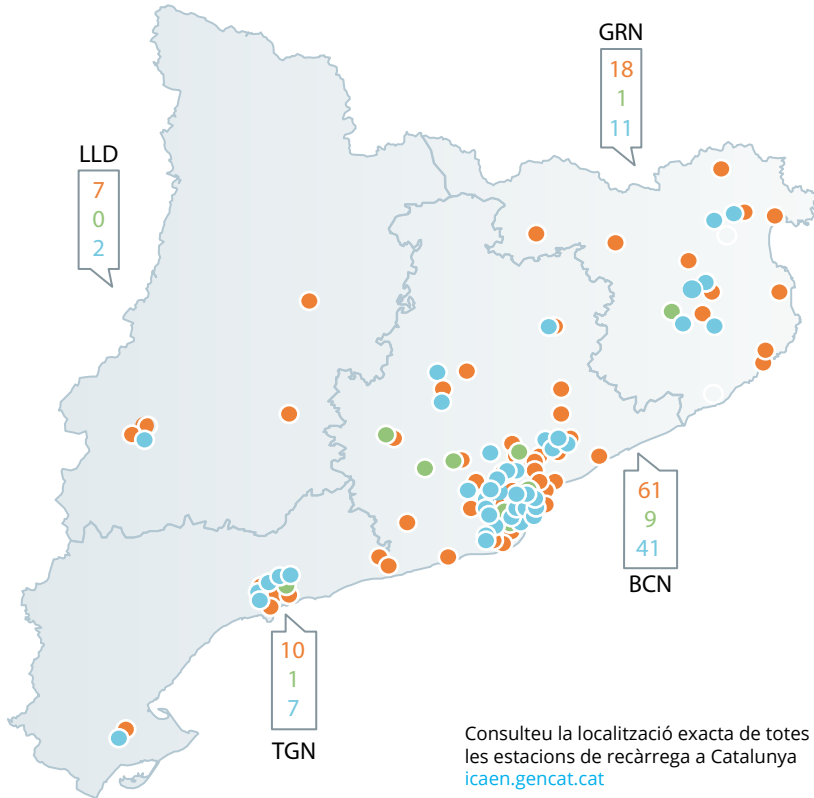 GRN
18
1
11
LLD
7
0
2
61
9
41
BCN
10
1
7
TGN
Consulteu la localització exacta de totes
les estacions de recàrrega a Catalunya
icaen.gencat.cat